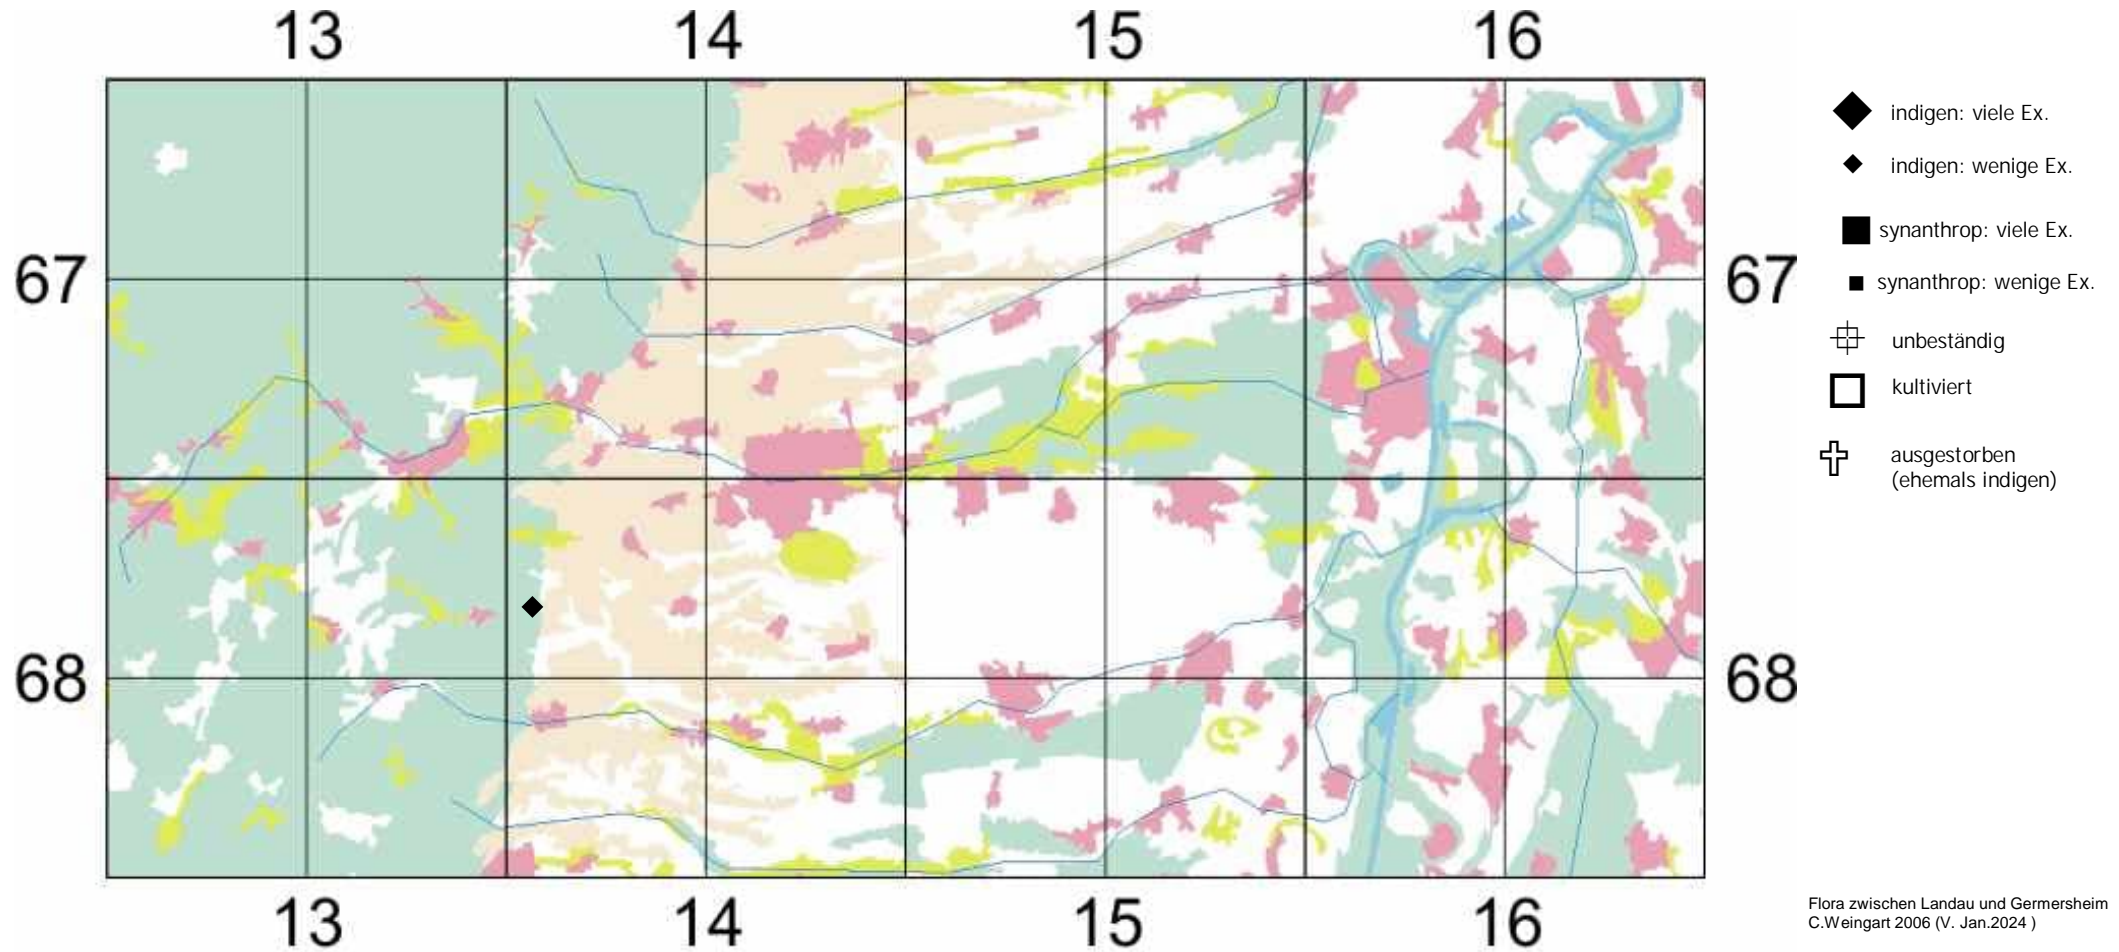 13 14 15 16
67 67
68 68
13 14 15 16
indigen: viele Ex.
indigen: wenige Ex.
synanthrop: viele Ex.
synanthrop: wenige Ex.
unbeständig
kultiviert
ausgestorben
(ehemals indigen)
Flora zwischen Landau und Germersheim
C.Weingart 2006 (V. Jan.2024 )